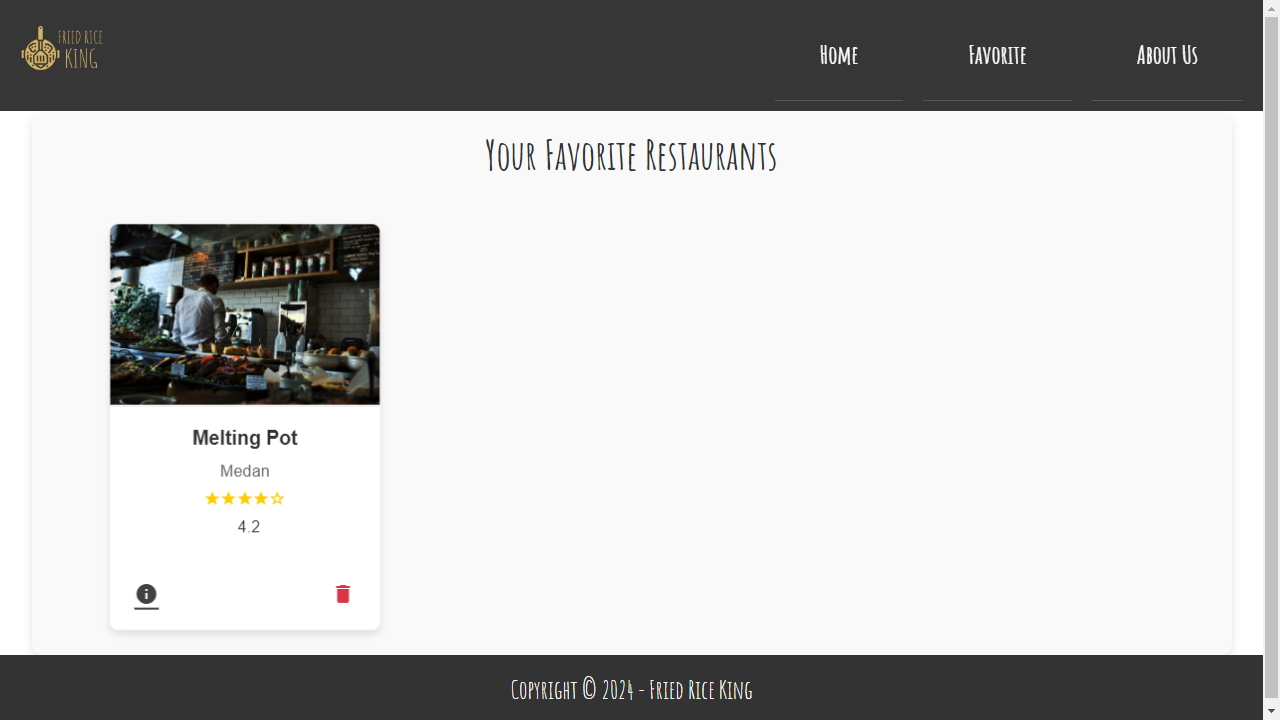 FRIED RICE
KING
Home
Favorite
About Us
Your Favorite Restaurants
Melting Pot
Medan
4.2
Copyright © 2024 - Fried Rice King